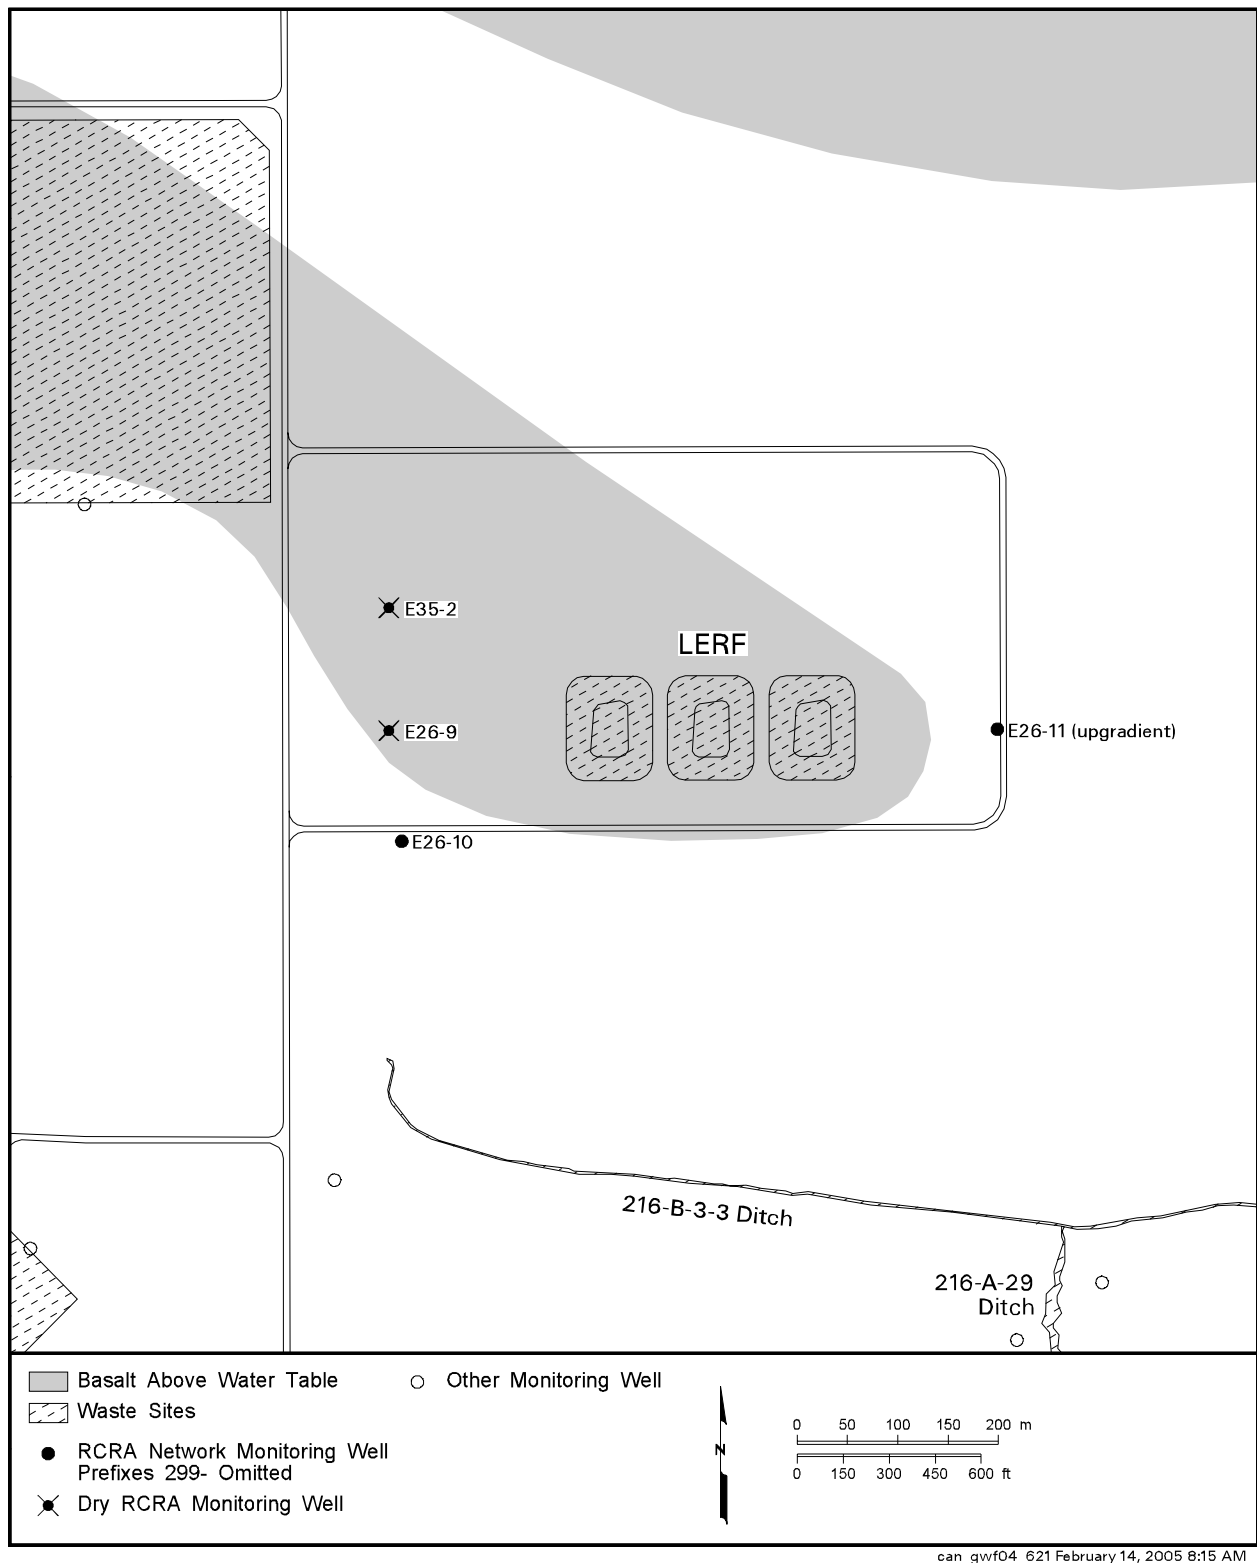 E35-2
LERF
E26-9
E26-11 (upgradient)
E26-10
216-B-3-3 Ditch
216-A-29
Ditch
Basalt Above Water Table
Other Monitoring Well
Waste Sites
RCRA Network Monitoring Well
Prefixes 299- Omitted
Dry RCRA Monitoring Well
N
0 50 100 150 200 m
0 150 300 450 600 ft
can_gwf04_621 February 14, 2005 8:15 AM